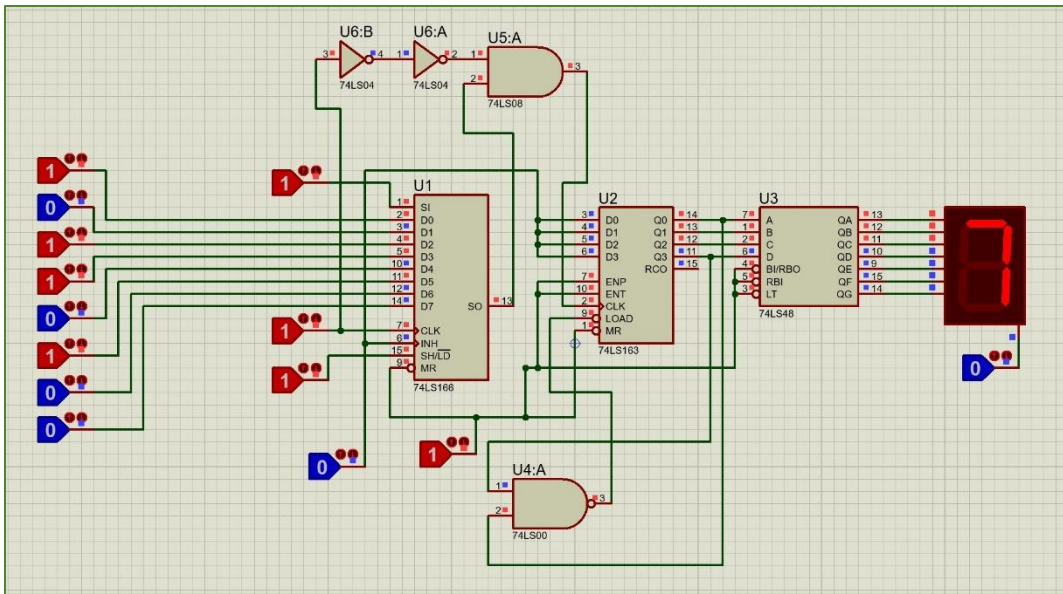 U6:B
3
4
74LS04
U6:A
1
2
74LS04
U5:A
1
2
3
74LS08
1
0
1
1
0
1
0
0
1
1
1
0
1
U1
1 SI
2 D0
3 D1
4 D2
5 D3
10 D4
11 D5
12 D6
14 D7
SO 13
7 CLK
6 INH
15 SH/LD
9 MR
74LS166
U2
3 D0 Q0 14
4 D1 Q1 13
5 D2 Q2 12
6 D3 Q3 11
RCO 15
7 ENP
10 ENT
2 CLK
9 LOAD
1 MR
74LS163
U3
7 A QA 13
1 B QB 12
2 C QC 11
6 D QD 10
4 BI/RBO QE 9
5 RBI QF 15
3 LT QG 14
74LS48
7
0
U4:A
1
2
3
74LS00